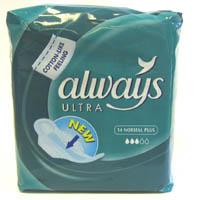 COTTON-LIKE
FEELING
always
ULTRA
NEW
14 NORMAL PLUS